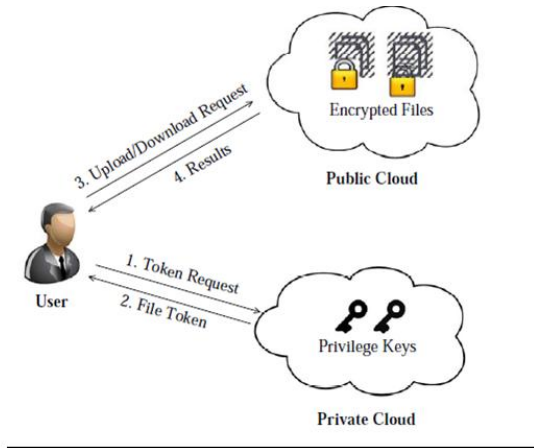 Encrypted Files
Public Cloud
3. Upload/Download Request
4. Results
User
1. Token Request
2. File Token
Privilege Keys
Private Cloud